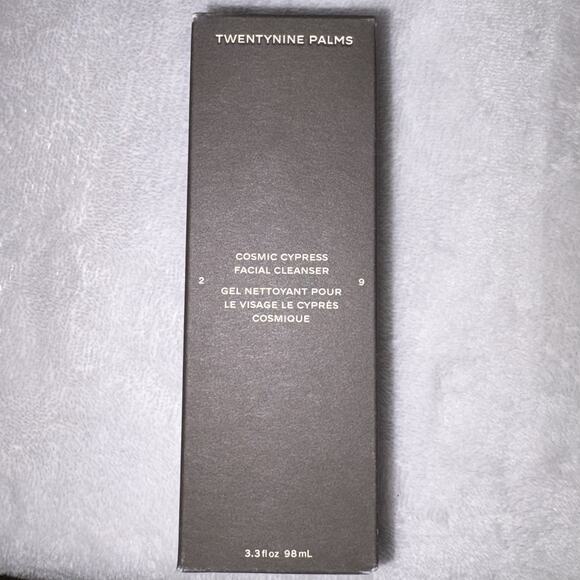 TWENTYNINE PALMS
COSMIC CYPRESS
FACIAL CLEANSER
2 9
GEL NETTOYANT POUR
LE VISAGE LE CYPRÈS
COSMIQUE
3.3 fl oz 98 mL